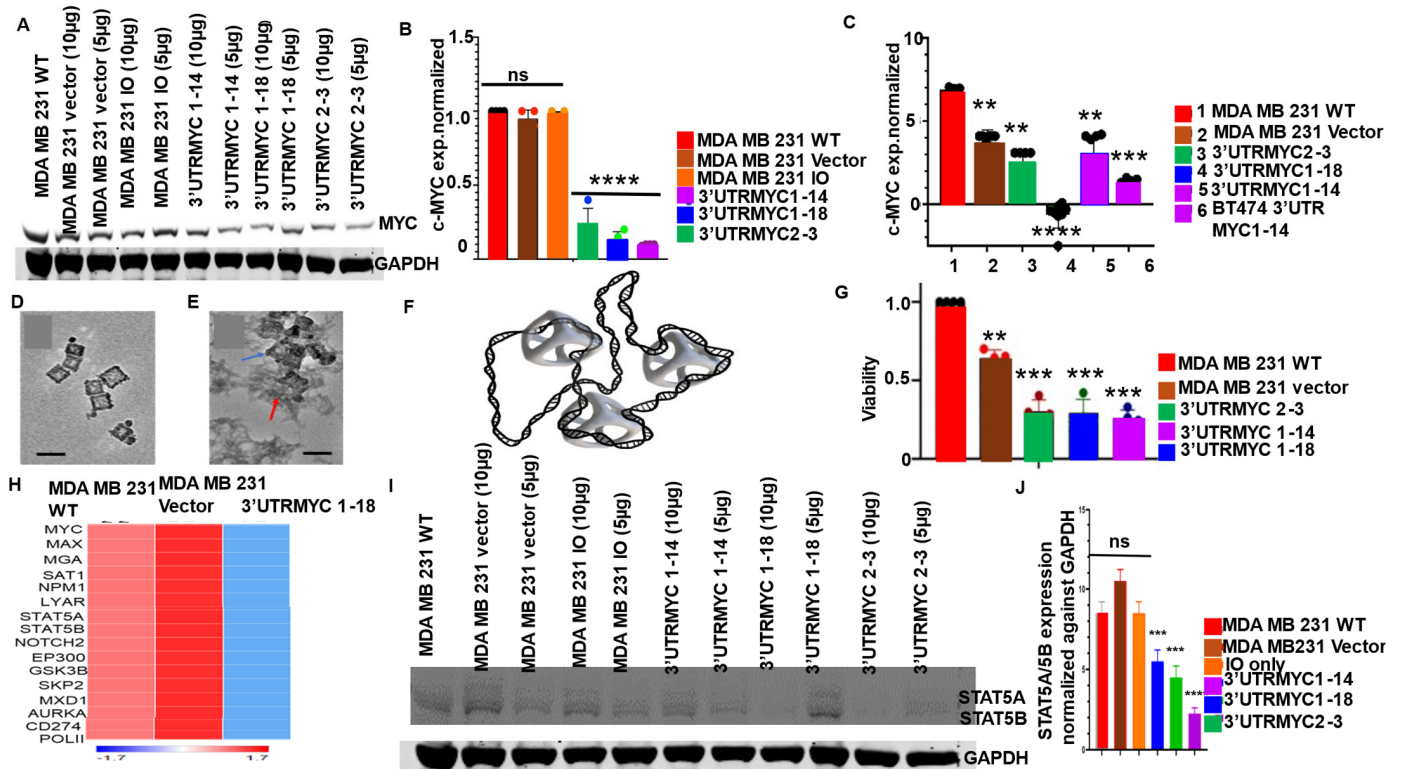 A
MDA MB 231 WT
MDA MB 231 vector (10µg)
MDA MB 231 vector (5µg)
MDA MB 231 IO (10µg)
MDA MB 231 IO (5µg)
3'UTRMYC 1-14 (10µg)
3'UTRMYC 1-14 (5µg)
3'UTRMYC 1-18 (10µg)
3'UTRMYC 1-18 (5µg)
3'UTRMYC 2-3 (10µg)
3'UTRMYC 2-3 (5µg)
MYC
GAPDH
B
c-MYC exp.normalized
1.5
1.0
0.5
0
ns
****
MDA MB 231 WT
MDA MB 231 Vector
MDA MB 231 IO
3'UTRMYC1-14
3'UTRMYC1-18
3'UTRMYC2-3
C
c-MYC exp.normalized
10
5
0
**
**
****
**
***
1 2 3 4 5 6
1 MDA MB 231 WT
2 MDA MB 231 Vector
3 3'UTRMYC2-3
4 3'UTRMYC1-18
5 3'UTRMYC1-14
6 BT474 3'UTR
MYC1-14
D
E
F
G
Viability
1.0
0.5
0
**
***
***
***
MDA MB 231 WT
MDA MB 231 vector
3'UTRMYC 2-3
3'UTRMYC 1-14
3'UTRMYC 1-18
H
MDA MB 231
WT
MDA MB 231
Vector
3'UTRMYC 1-18
MYC
MAX
MGA
SAT1
NPM1
LYAR
STAT5A
STAT5B
NOTCH2
EP300
GSK3B
SKP2
MXD1
AURKA
CD274
POLII
-1.7
1.7
I
MDA MB 231 WT
MDA MB 231 vector (10µg)
MDA MB 231 vector (5µg)
MDA MB 231 IO (10µg)
MDA MB 231 IO (5µg)
3'UTRMYC 1-14 (10µg)
3'UTRMYC 1-14 (5µg)
3'UTRMYC 1-18 (10µg)
3'UTRMYC 1-18 (5µg)
3'UTRMYC 2-3 (10µg)
3'UTRMYC 2-3 (5µg)
STAT5A
STAT5B
GAPDH
J
STAT5A/5B expression
normalized against GAPDH
10
5
0
ns
***
***
****
MDA MB 231 WT
MDA MB231 Vector
IO only
3'UTRMYC1-14
3'UTRMYC1-18
3'UTRMYC2-3